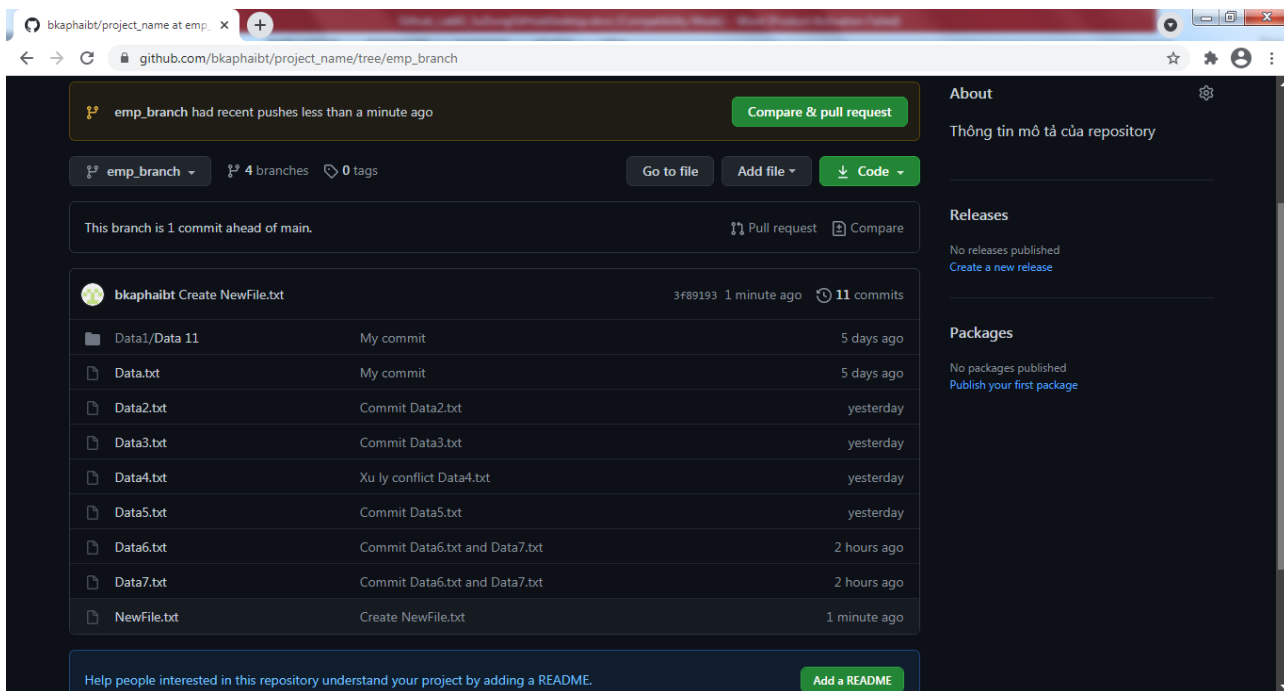 bkaphaibt/project_name at emp_
github.com/bkaphaibt/project_name/tree/emp_branch
emp_branch had recent pushes less than a minute ago
Compare & pull request
emp_branch
4 branches
0 tags
Go to file
Add file
Code
This branch is 1 commit ahead of main.
Pull request
Compare
bkaphaibt Create NewFile.txt
3f89193 1 minute ago
11 commits
Data1/Data 11 My commit 5 days ago
Data.txt My commit 5 days ago
Data2.txt Commit Data2.txt yesterday
Data3.txt Commit Data3.txt yesterday
Data4.txt Xu ly conflict Data4.txt yesterday
Data5.txt Commit Data5.txt yesterday
Data6.txt Commit Data6.txt and Data7.txt 2 hours ago
Data7.txt Commit Data6.txt and Data7.txt 2 hours ago
NewFile.txt Create NewFile.txt 1 minute ago
Help people interested in this repository understand your project by adding a README.
Add a README
About
Thông tin mô tả của repository
Releases
No releases published
Create a new release
Packages
No packages published
Publish your first package